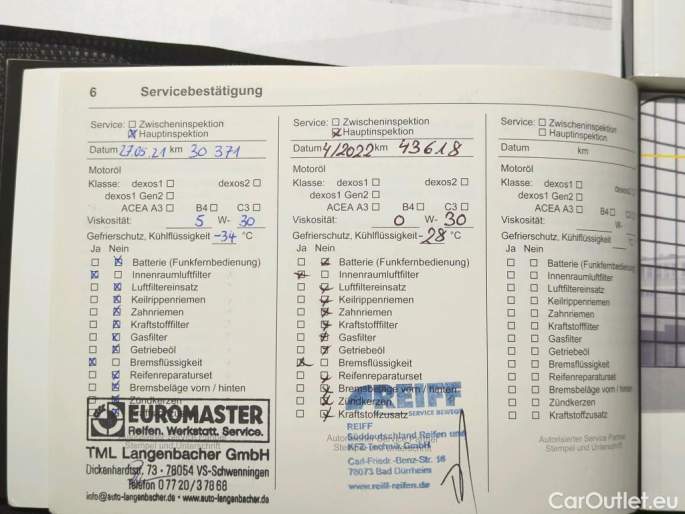 6 Servicebestätigung
Service: Zwischeninspektion
Hauptinspektion
Datum 27.05.21 km 30 371
Motoröl
Klasse: dexos1 dexos2
dexos1 Gen2
ACEA A3 B4 C3
Viskosität: 5 W- 30
Gefrierschutz, Kühlflüssigkeit -34 °C
Ja Nein
Batterie (Funkfernbedienung)
Innenraumluftfilter
Luftfiltereinsatz
Keilrippenriemen
Zahnriemen
Kraftstofffilter
Gasfilter
Getriebeöl
Bremsflüssigkeit
Reifenreparaturset
Bremsbeläge vorn / hinten
Zündkerzen
EUROMASTER
Reifen. Werkstatt. Service.
Stempel und Unterschrift
TML Langenbacher GmbH
Dickenhardtstr. 73 - 78054 VS-Schwenningen
Telefon 0 77 20 / 3 78 68
info@auto-langenbacher.de - www.auto-langenbacher.de
Service: Zwischeninspektion
Hauptinspektion
Datum 4/2022 km 43618
Motoröl
Klasse: dexos1 dexos2
dexos1 Gen2
ACEA A3 B4 C3
Viskosität: 0 W- 30
Gefrierschutz, Kühlflüssigkeit -28 °C
Ja Nein
Batterie (Funkfernbedienung)
Innenraumluftfilter
Luftfiltereinsatz
Keilrippenriemen
Zahnriemen
Kraftstofffilter
Gasfilter
Getriebeöl
Bremsflüssigkeit
Reifenreparaturset
Bremsbeläge vorn / hinten
Zündkerzen
Kraftstoffzusatz
REIFF
SERVICE BEWEGT
REIFF
Süddeutschland Reifen und
KFZ-Technik GmbH
Carl-Friedr.-Benz-Str. 16
78073 Bad Dürrheim
www.reiff-reifen.de
Service: Zwischeninspektion
Hauptinspektion
Datum km
Motoröl
Klasse: dexos1 dexos2
dexos1 Gen2
ACEA A3 B4 C3
Viskosität: W-
Gefrierschutz, Kühlflüssigkeit °C
Ja Nein
Batterie (Funkfernbedienung)
Innenraumluftfilter
Luftfiltereinsatz
Keilrippenriemen
Zahnriemen
Kraftstofffilter
Gasfilter
Getriebeöl
Bremsflüssigkeit
Reifenreparaturset
Bremsbeläge vorn / hinten
Zündkerzen
Kraftstoffzusatz
Autorisierter Service Partner
Stempel und Unterschrift
CarOutlet.eu